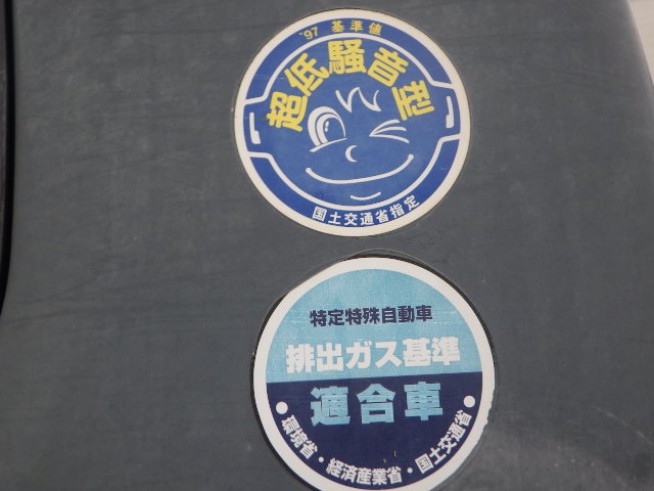 '97 基準値
超低騒音型
国土交通省指定
特定特殊自動車
排出ガス基準
適合車
•環境省・経済産業省・国土交通省•